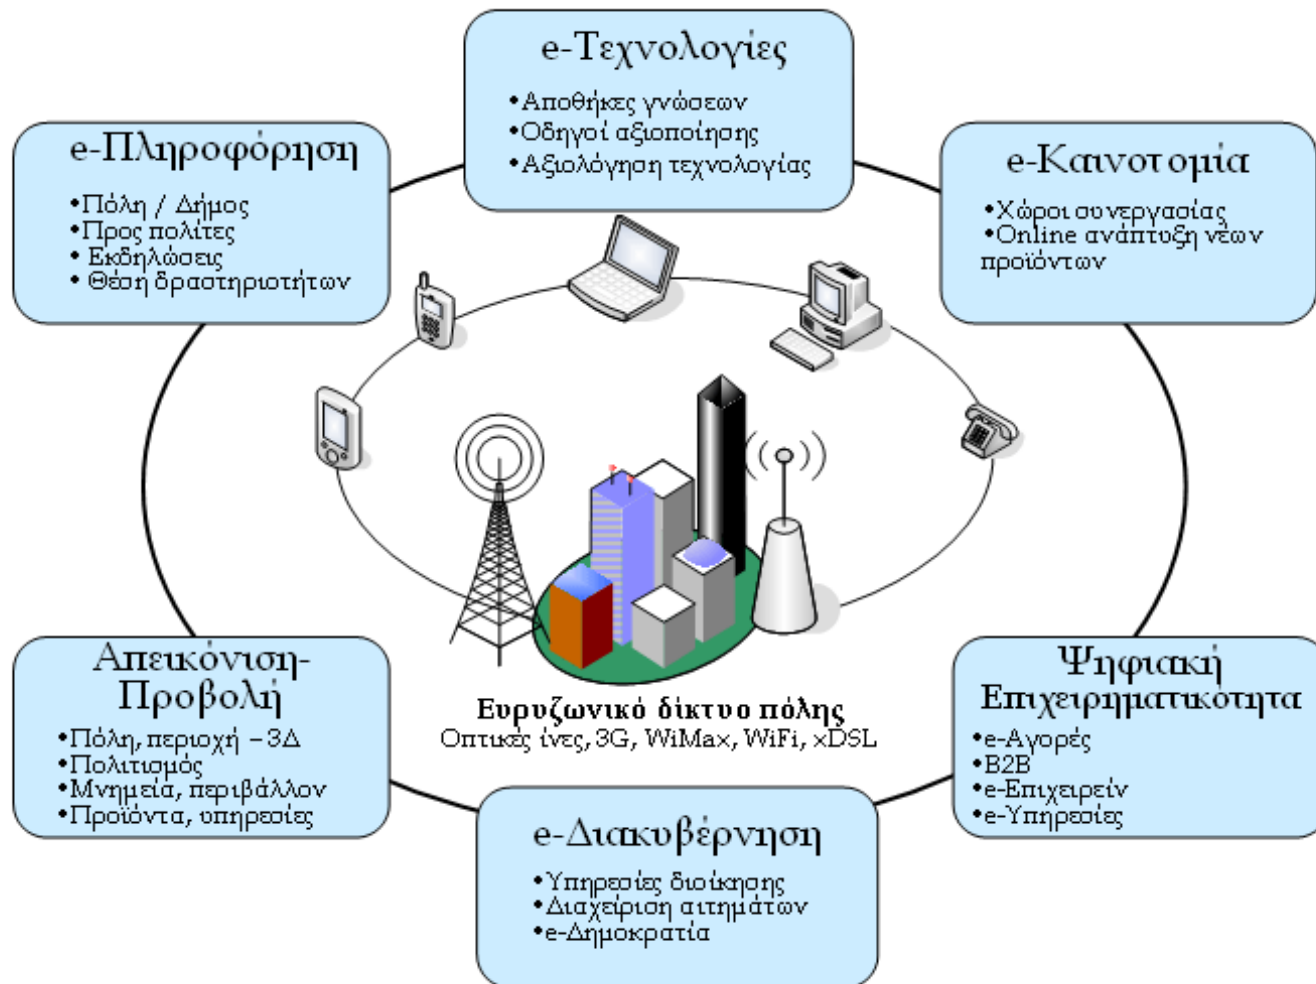 e-Τεχνολογίες
•Αποθήκες γνώσεων
•Οδηγοί αξιοποίησης
•Αξιολόγηση τεχνολογίας
e-Πληροφόρηση
•Πόλη / Δήμος
•Προς πολίτες
• Εκδηλώσεις
• Θέση δραστηριοτήτων
e-Καινοτομία
•Χώροι συνεργασίας
•Online ανάπτυξη νέων
προϊόντων
Απεικόνιση-
Προβολή
•Πόλη, περιοχή – 3Δ
•Πολιτισμός
•Μνημεία, περιβάλλον
•Προϊόντα, υπηρεσίες
Ευρυζωνικό δίκτυο πόλης
Οπτικές ίνες, 3G, WiMax, WiFi, xDSL
Ψηφιακή
Επιχειρηματικότητα
•e-Αγορές
•B2B
•e-Επιχειρείν
•e-Υπηρεσίες
e-Διακυβέρνηση
•Υπηρεσίες διοίκησης
•Διαχείριση αιτημάτων
•e-Δημοκρατία